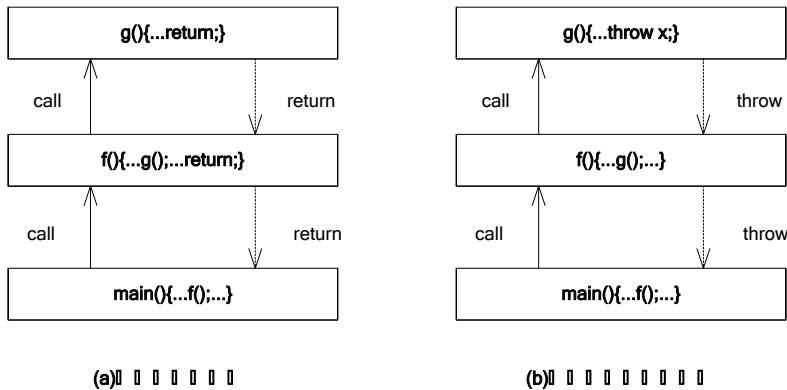 g(){...return;}
call
return
f(){...g();...return;}
call
return
main(){...f();...}
(a)
g(){...throw x;}
call
throw
f(){...g();...}
call
throw
main(){...f();...}
(b)